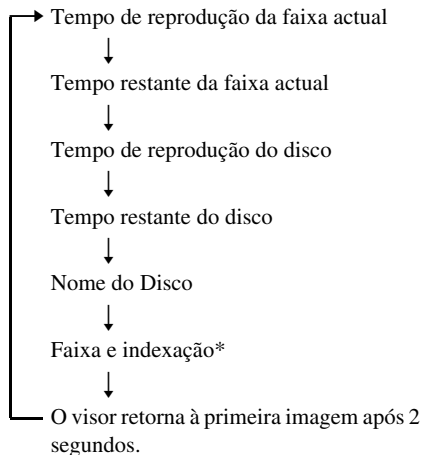 Tempo de reprodução da faixa actual
Tempo restante da faixa actual
Tempo de reprodução do disco
Tempo restante do disco
Nome do Disco
Faixa e indexação*
O visor retorna à primeira imagem após 2
segundos.